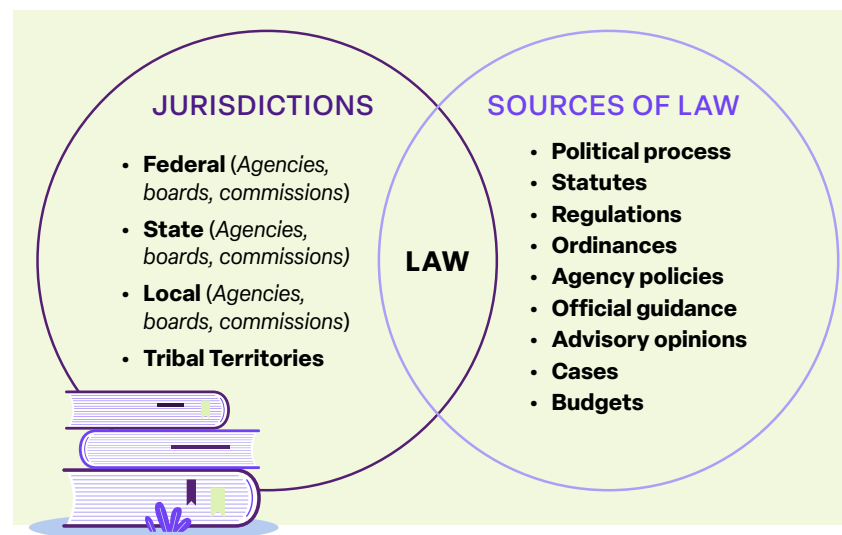 JURISDICTIONS
• Federal (Agencies,
boards, commissions)
• State (Agencies,
boards, commissions)
• Local (Agencies,
boards, commissions)
• Tribal Territories
LAW
SOURCES OF LAW
• Political process
• Statutes
• Regulations
• Ordinances
• Agency policies
• Official guidance
• Advisory opinions
• Cases
• Budgets